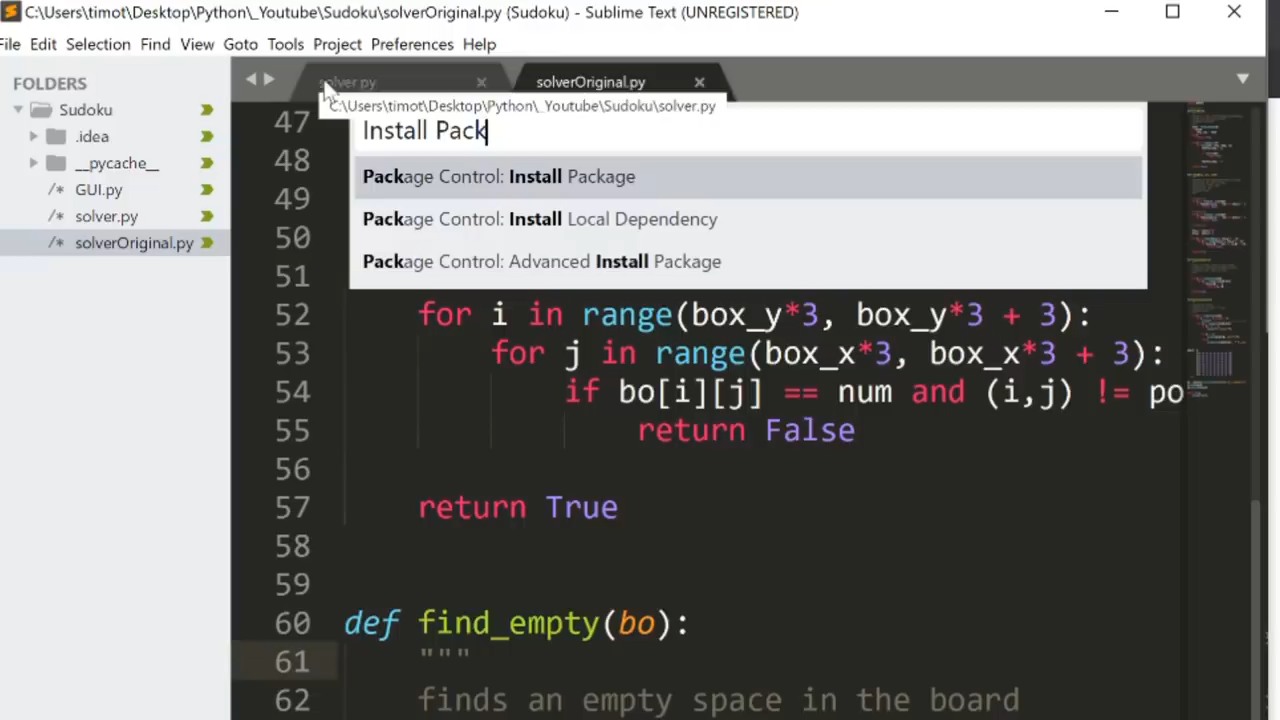 C:\Users\timot\Desktop\Python\_Youtube\Sudoku\solverOriginal.py (Sudoku) - Sublime Text (UNREGISTERED)
File Edit Selection Find View Goto Tools Project Preferences Help
FOLDERS
Sudoku
.idea
__pycache__
/* GUI.py
/* solver.py
/* solverOriginal.py
solver.py
solverOriginal.py
C:\Users\timot\Desktop\Python\_Youtube\Sudoku\solver.py
Install Pack
Package Control: Install Package
Package Control: Install Local Dependency
Package Control: Advanced Install Package
47
48
49
50
51
52 for i in range(box_y*3, box_y*3 + 3):
53 for j in range(box_x*3, box_x*3 + 3):
54 if bo[i][j] == num and (i,j) != po
55 return False
56
57 return True
58
59
60 def find_empty(bo):
61 """
62 finds an empty space in the board